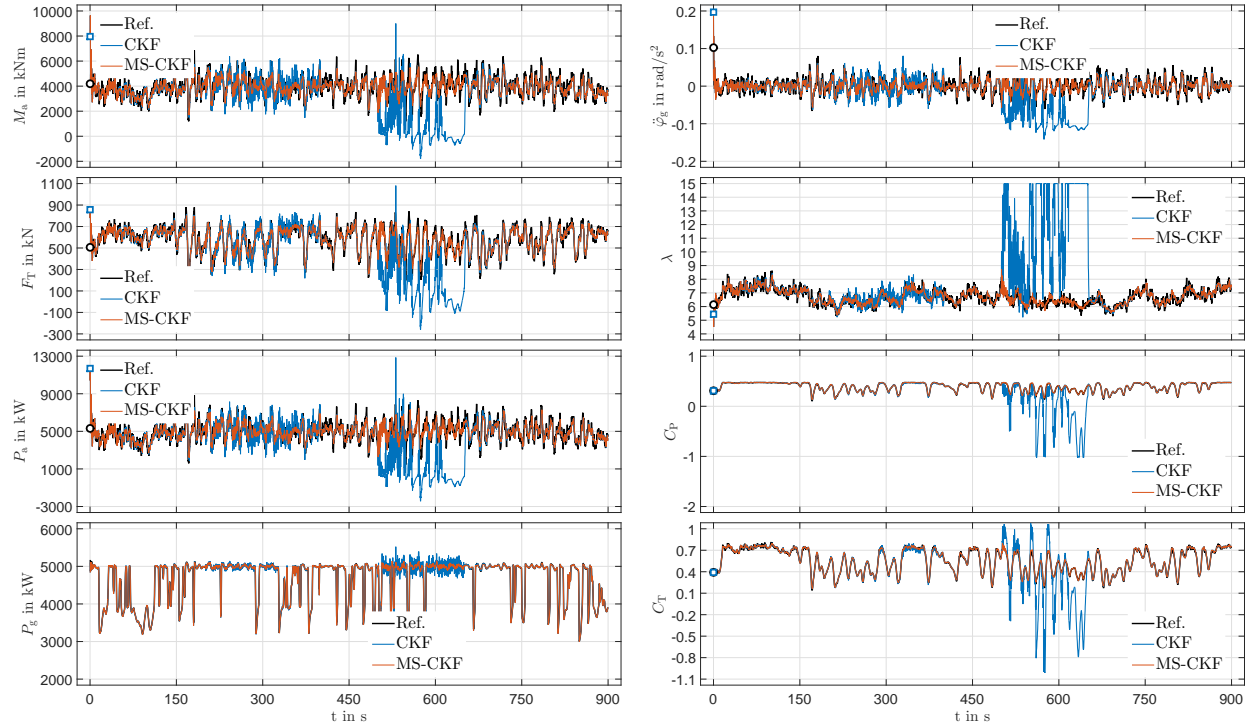 10000
8000
6000
4000
2000
0
2000
M_a in kNm
Ref.
CKF
MS-CKF
0.2
0.1
0
-0.1
-0.2
φ̈_g in rad/s²
Ref.
CKF
MS-CKF
1100
900
700
500
300
100
-100
-300
F_T in kN
Ref.
CKF
MS-CKF
15
14
13
12
11
10
9
8
7
6
5
4
λ
Ref.
CKF
MS-CKF
13000
9000
5000
1000
-3000
P_a in kW
Ref.
CKF
MS-CKF
1
0
-1
-2
C_P
Ref.
CKF
MS-CKF
6000
5000
4000
3000
2000
P_g in kW
Ref.
CKF
MS-CKF
0 150 300 450 600 750 900
t in s
1
0.7
0.4
0.1
-0.2
-0.5
-0.8
-1.1
C_T
Ref.
CKF
MS-CKF
0 150 300 450 600 750 900
t in s